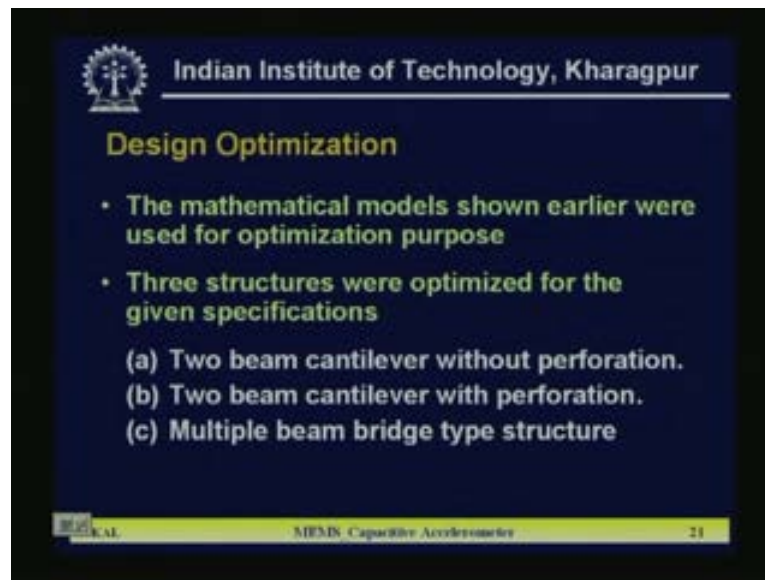 Indian Institute of Technology, Kharagpur
Design Optimization
• The mathematical models shown earlier were
used for optimization purpose
• Three structures were optimized for the
given specifications
(a) Two beam cantilever without perforation.
(b) Two beam cantilever with perforation.
(c) Multiple beam bridge type structure
KAL
MEMS_Capacitive Accelerometer
21